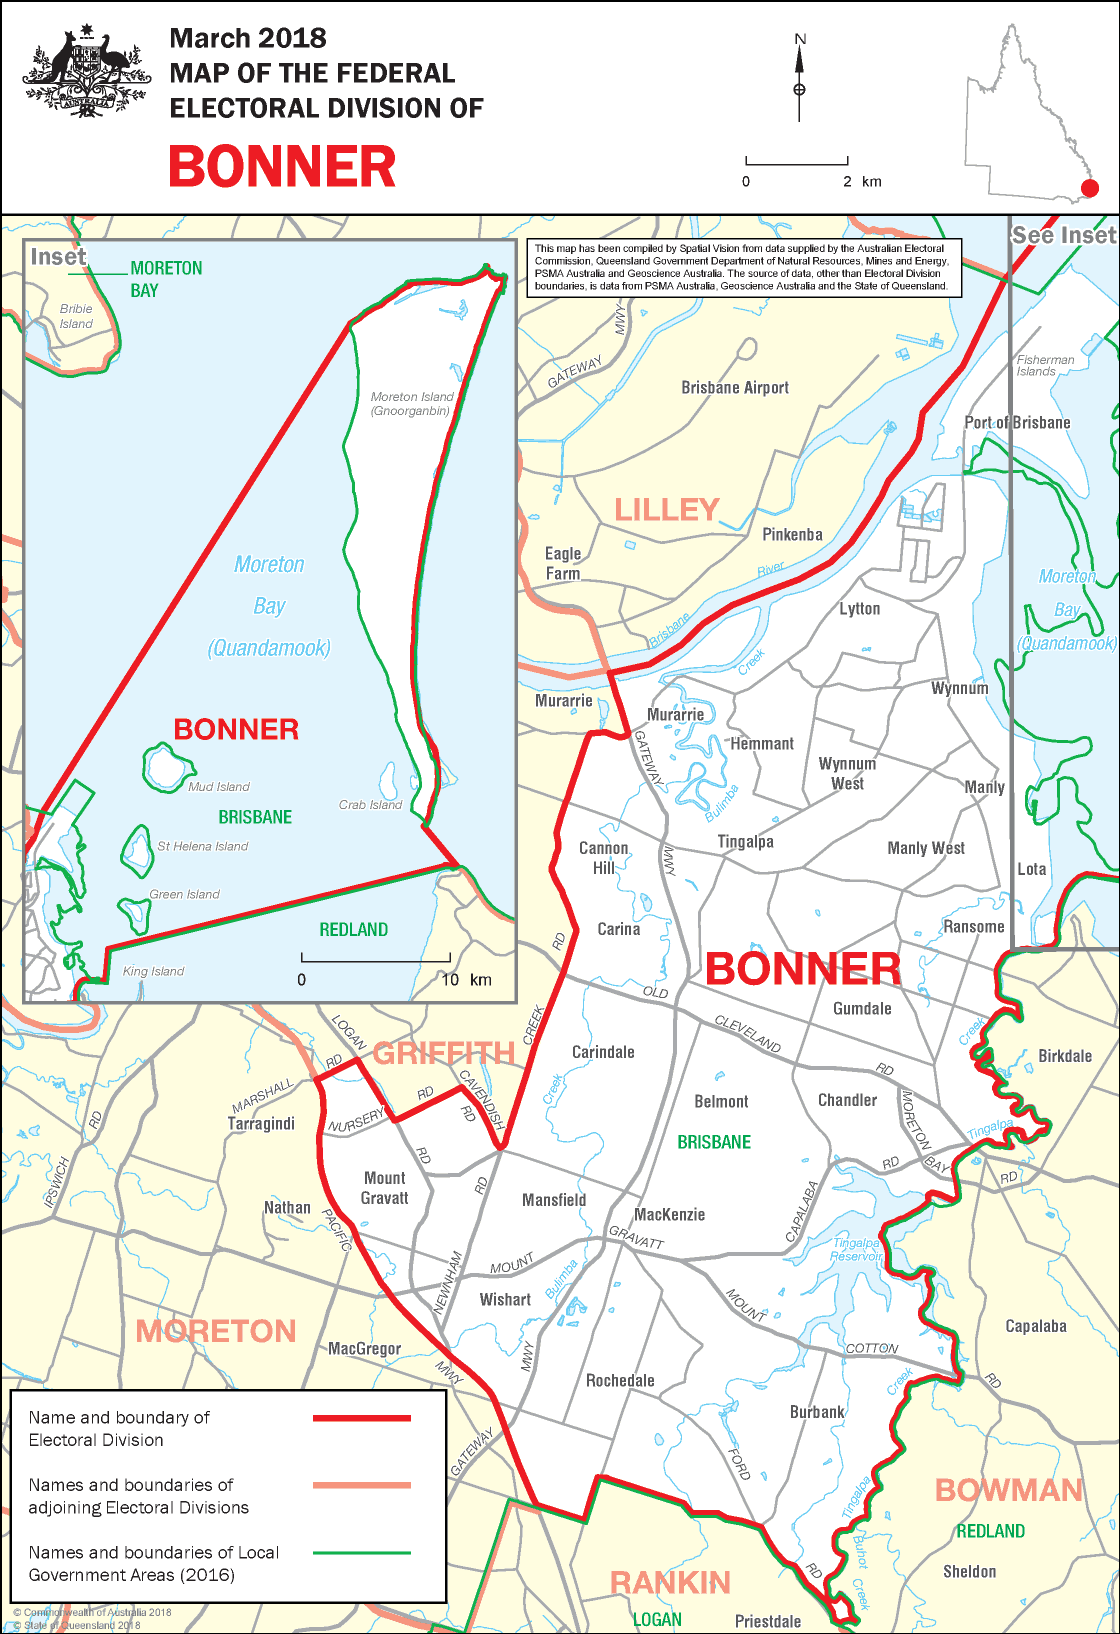 March 2018
MAP OF THE FEDERAL
ELECTORAL DIVISION OF
BONNER
AUSTRALIA
N
0 2 km
Inset
See Inset
This map has been compiled by Spatial Vision from data supplied by the Australian Electoral
Commission, Queensland Government Department of Natural Resources, Mines and Energy,
PSMA Australia and Geoscience Australia. The source of data, other than Electoral Division
boundaries, is data from PSMA Australia, Geoscience Australia and the State of Queensland.
MORETON
BAY
Bribie
Island
Moreton Island
(Gnoorganbin)
Moreton
Bay
(Quandamook)
BONNER
Mud Island
BRISBANE
Crab Island
St Helena Island
Green Island
REDLAND
King Island
0 10 km
MWY
GATEWAY
Brisbane Airport
Fisherman
Islands
Port of Brisbane
LILLEY
Pinkenba
Eagle
Farm
River
Brisbane
Moreton
Bay
(Quandamook)
Lytton
Creek
Wynnum
Murarrie
Murarrie
Hemmant
GATEWAY
Wynnum
West
Manly
Bulimba
Tingalpa
Manly West
Cannon
Hill
MWY
Lota
Carina
Ransome
RD
BONNER
OLD
Gumdale
CLEVELAND
CREEK
Creek
LOGAN
GRIFFITH
Carindale
Birkdale
RD
RD
MARSHALL
RD
CAVENDISH
Creek
Belmont
Chandler
MORETON
RD
Tarragindi
NURSERY
RD
BRISBANE
Tingalpa
RD
RD
BAY
RD
IPSWICH
Mount
Gravatt
RD
Mansfield
MacKenzie
CAPALABA
Nathan
PACIFIC
GRAVATT
Tingalpa
Reservoir
MOUNT
NEWNHAM
Bulimba
Wishart
MOUNT
MORETON
MacGregor
Capalaba
COTTON
MWY
MWY
Rochedale
Creek
RD
Burbank
GATEWAY
FORD
Tingalpa
BOWMAN
REDLAND
Buhot
Creek
RD
Sheldon
RANKIN
LOGAN
Priestdale
Name and boundary of
Electoral Division
Names and boundaries of
adjoining Electoral Divisions
Names and boundaries of Local
Government Areas (2016)
© Commonwealth of Australia 2018
© State of Queensland 2018